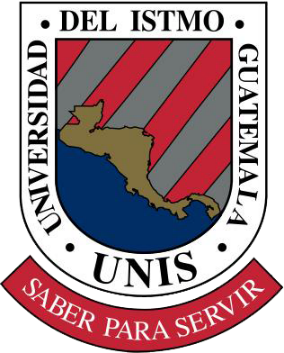 UNIVERSIDAD • DEL ISTMO • GUATEMALA
• UNIS •
SABER PARA SERVIR